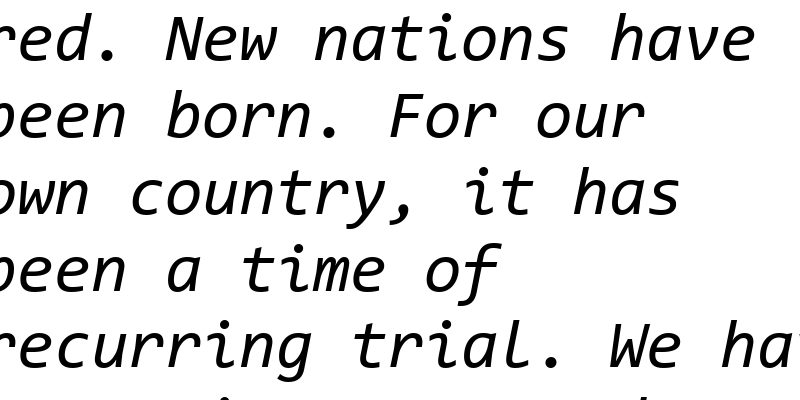 red. New nations have
been born. For our
own country, it has
been a time of
recurring trial. We ha